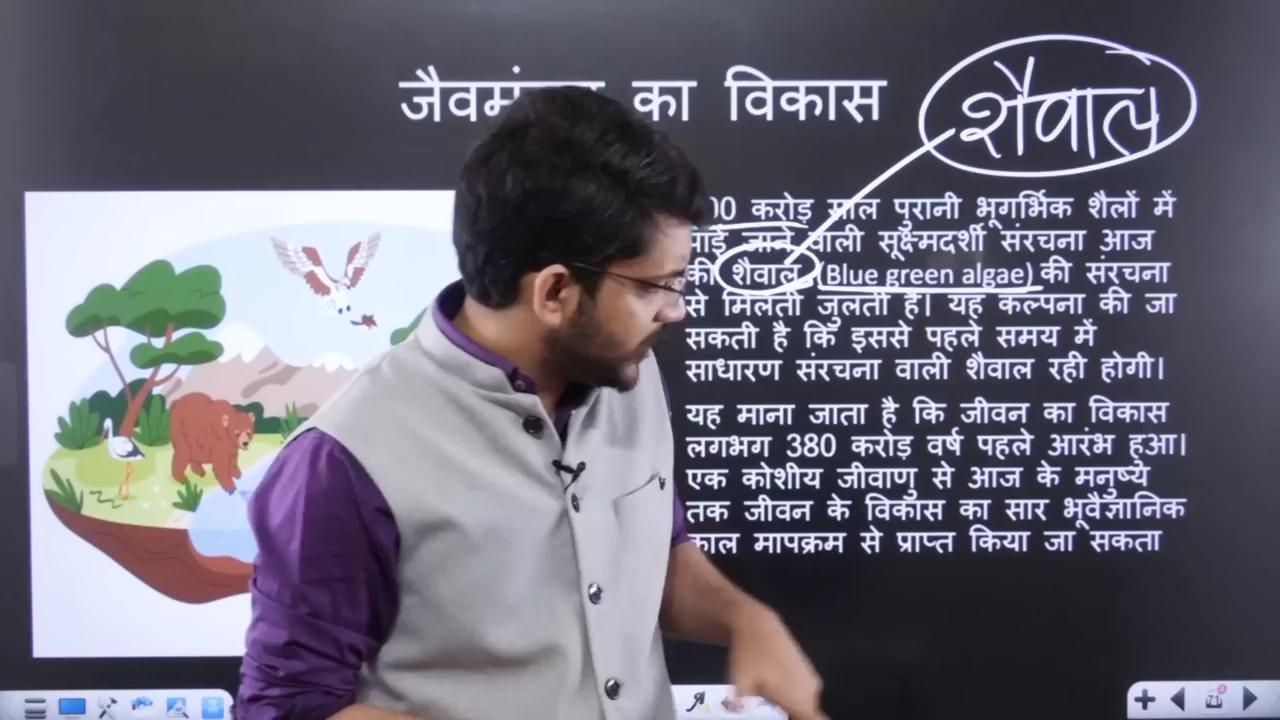 का विकास
शैवाल
00 करोड़ साल पुरानी भूगर्भिक शैलों में
पाई जाने वाली सूक्ष्मदर्शी संरचना आज
की शैवाल (Blue green algae) की संरचना
से मिलती जुलती है। यह कल्पना की जा
सकती है कि इससे पहले समय में
साधारण संरचना वाली शैवाल रही होगी।
यह माना जाता है कि जीवन का विकास
लगभग 380 करोड़ वर्ष पहले आरंभ हुआ।
एक कोशीय जीवाणु से आज के मनुष्य
तक जीवन के विकास का सार भूवैज्ञानिक
काल मापक्रम से प्राप्त किया जा सकता